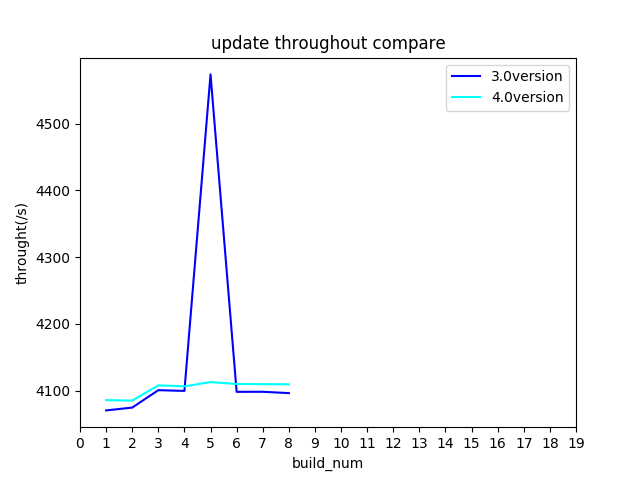 update throughout compare
3.0version
4.0version
4500
4400
4300
4200
4100
throught(/s)
0 1 2 3 4 5 6 7 8 9 10 11 12 13 14 15 16 17 18 19
build_num